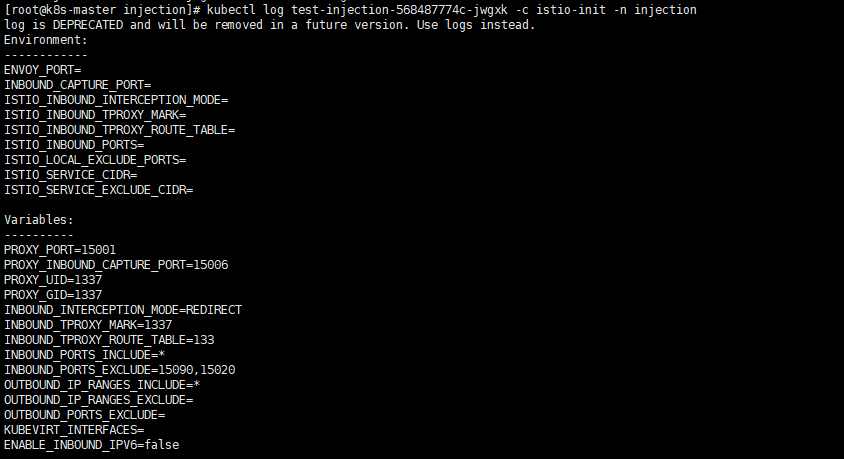 [root@k8s-master injection]# kubectl log test-injection-568487774c-jwgxk -c istio-init -n injection
log is DEPRECATED and will be removed in a future version. Use logs instead.
Environment:
------------
ENVOY_PORT=
INBOUND_CAPTURE_PORT=
ISTIO_INBOUND_INTERCEPTION_MODE=
ISTIO_INBOUND_TPROXY_MARK=
ISTIO_INBOUND_TPROXY_ROUTE_TABLE=
ISTIO_INBOUND_PORTS=
ISTIO_LOCAL_EXCLUDE_PORTS=
ISTIO_SERVICE_CIDR=
ISTIO_SERVICE_EXCLUDE_CIDR=

Variables:
----------
PROXY_PORT=15001
PROXY_INBOUND_CAPTURE_PORT=15006
PROXY_UID=1337
PROXY_GID=1337
INBOUND_INTERCEPTION_MODE=REDIRECT
INBOUND_TPROXY_MARK=1337
INBOUND_TPROXY_ROUTE_TABLE=133
INBOUND_PORTS_INCLUDE=*
INBOUND_PORTS_EXCLUDE=15090,15020
OUTBOUND_IP_RANGES_INCLUDE=*
OUTBOUND_IP_RANGES_EXCLUDE=
OUTBOUND_PORTS_EXCLUDE=
KUBEVIRT_INTERFACES=
ENABLE_INBOUND_IPV6=false